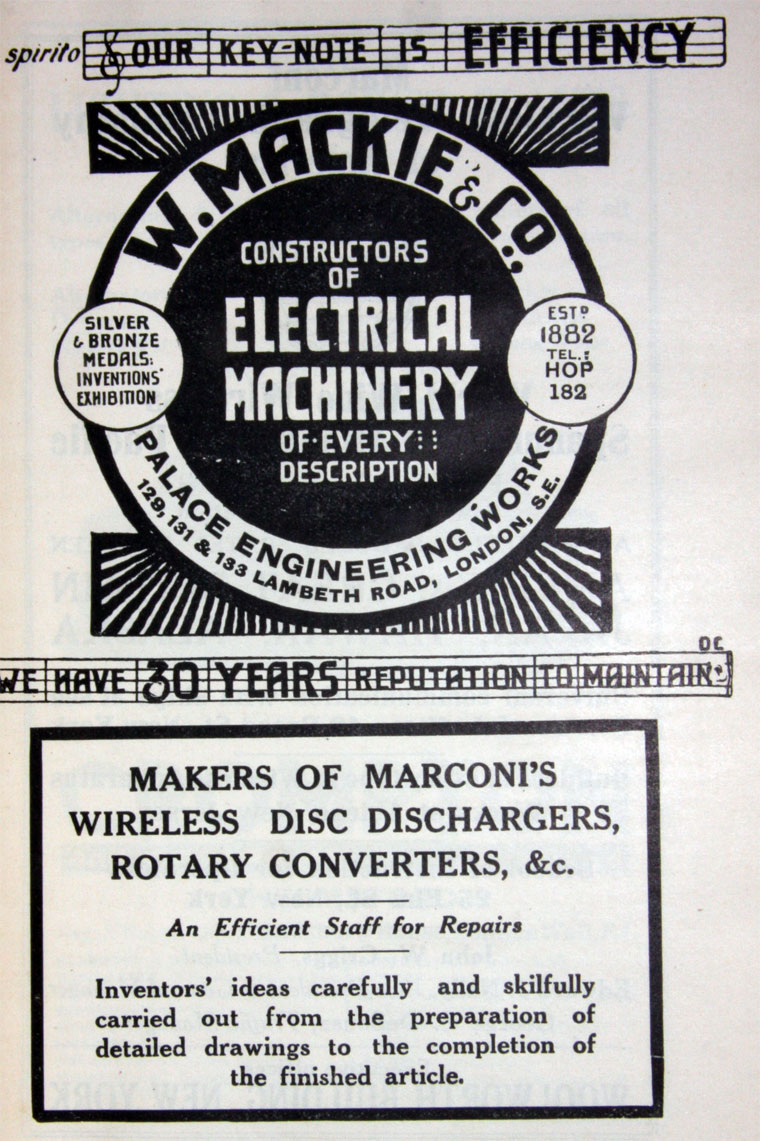 spirito OUR KEY-NOTE IS EFFICIENCY
W. MACKIE & Co.,
CONSTRUCTORS
OF
ELECTRICAL
MACHINERY
OF·EVERY
DESCRIPTION
SILVER
& BRONZE
MEDALS:
INVENTIONS'
EXHIBITION
ESTD
1882
TEL.:
HOP
182
PALACE ENGINEERING WORKS
129, 131 & 133 LAMBETH ROAD, LONDON, S.E.
DC
WE HAVE 30 YEARS REPUTATION TO MAINTAIN
MAKERS OF MARCONI'S
WIRELESS DISC DISCHARGERS,
ROTARY CONVERTERS, &c.
An Efficient Staff for Repairs
Inventors' ideas carefully and skilfully
carried out from the preparation of
detailed drawings to the completion of
the finished article.